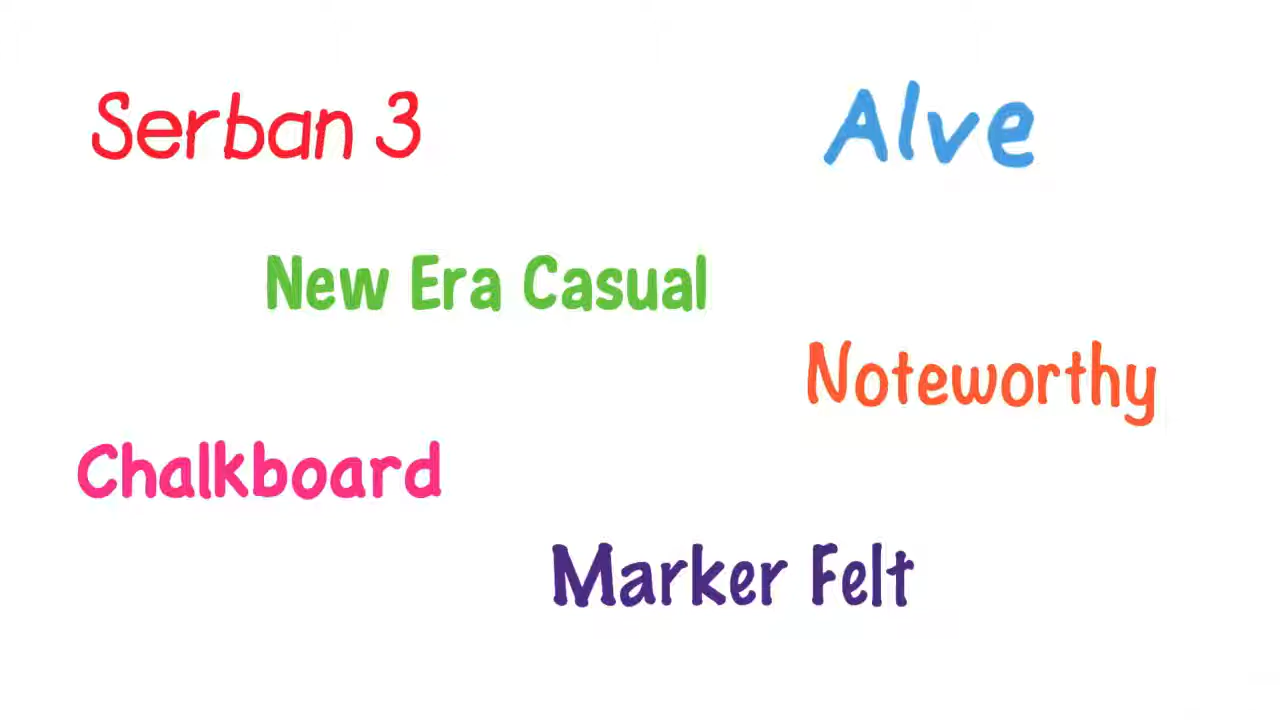 Serban 3
Alve
New Era Casual
Noteworthy
Chalkboard
Marker Felt